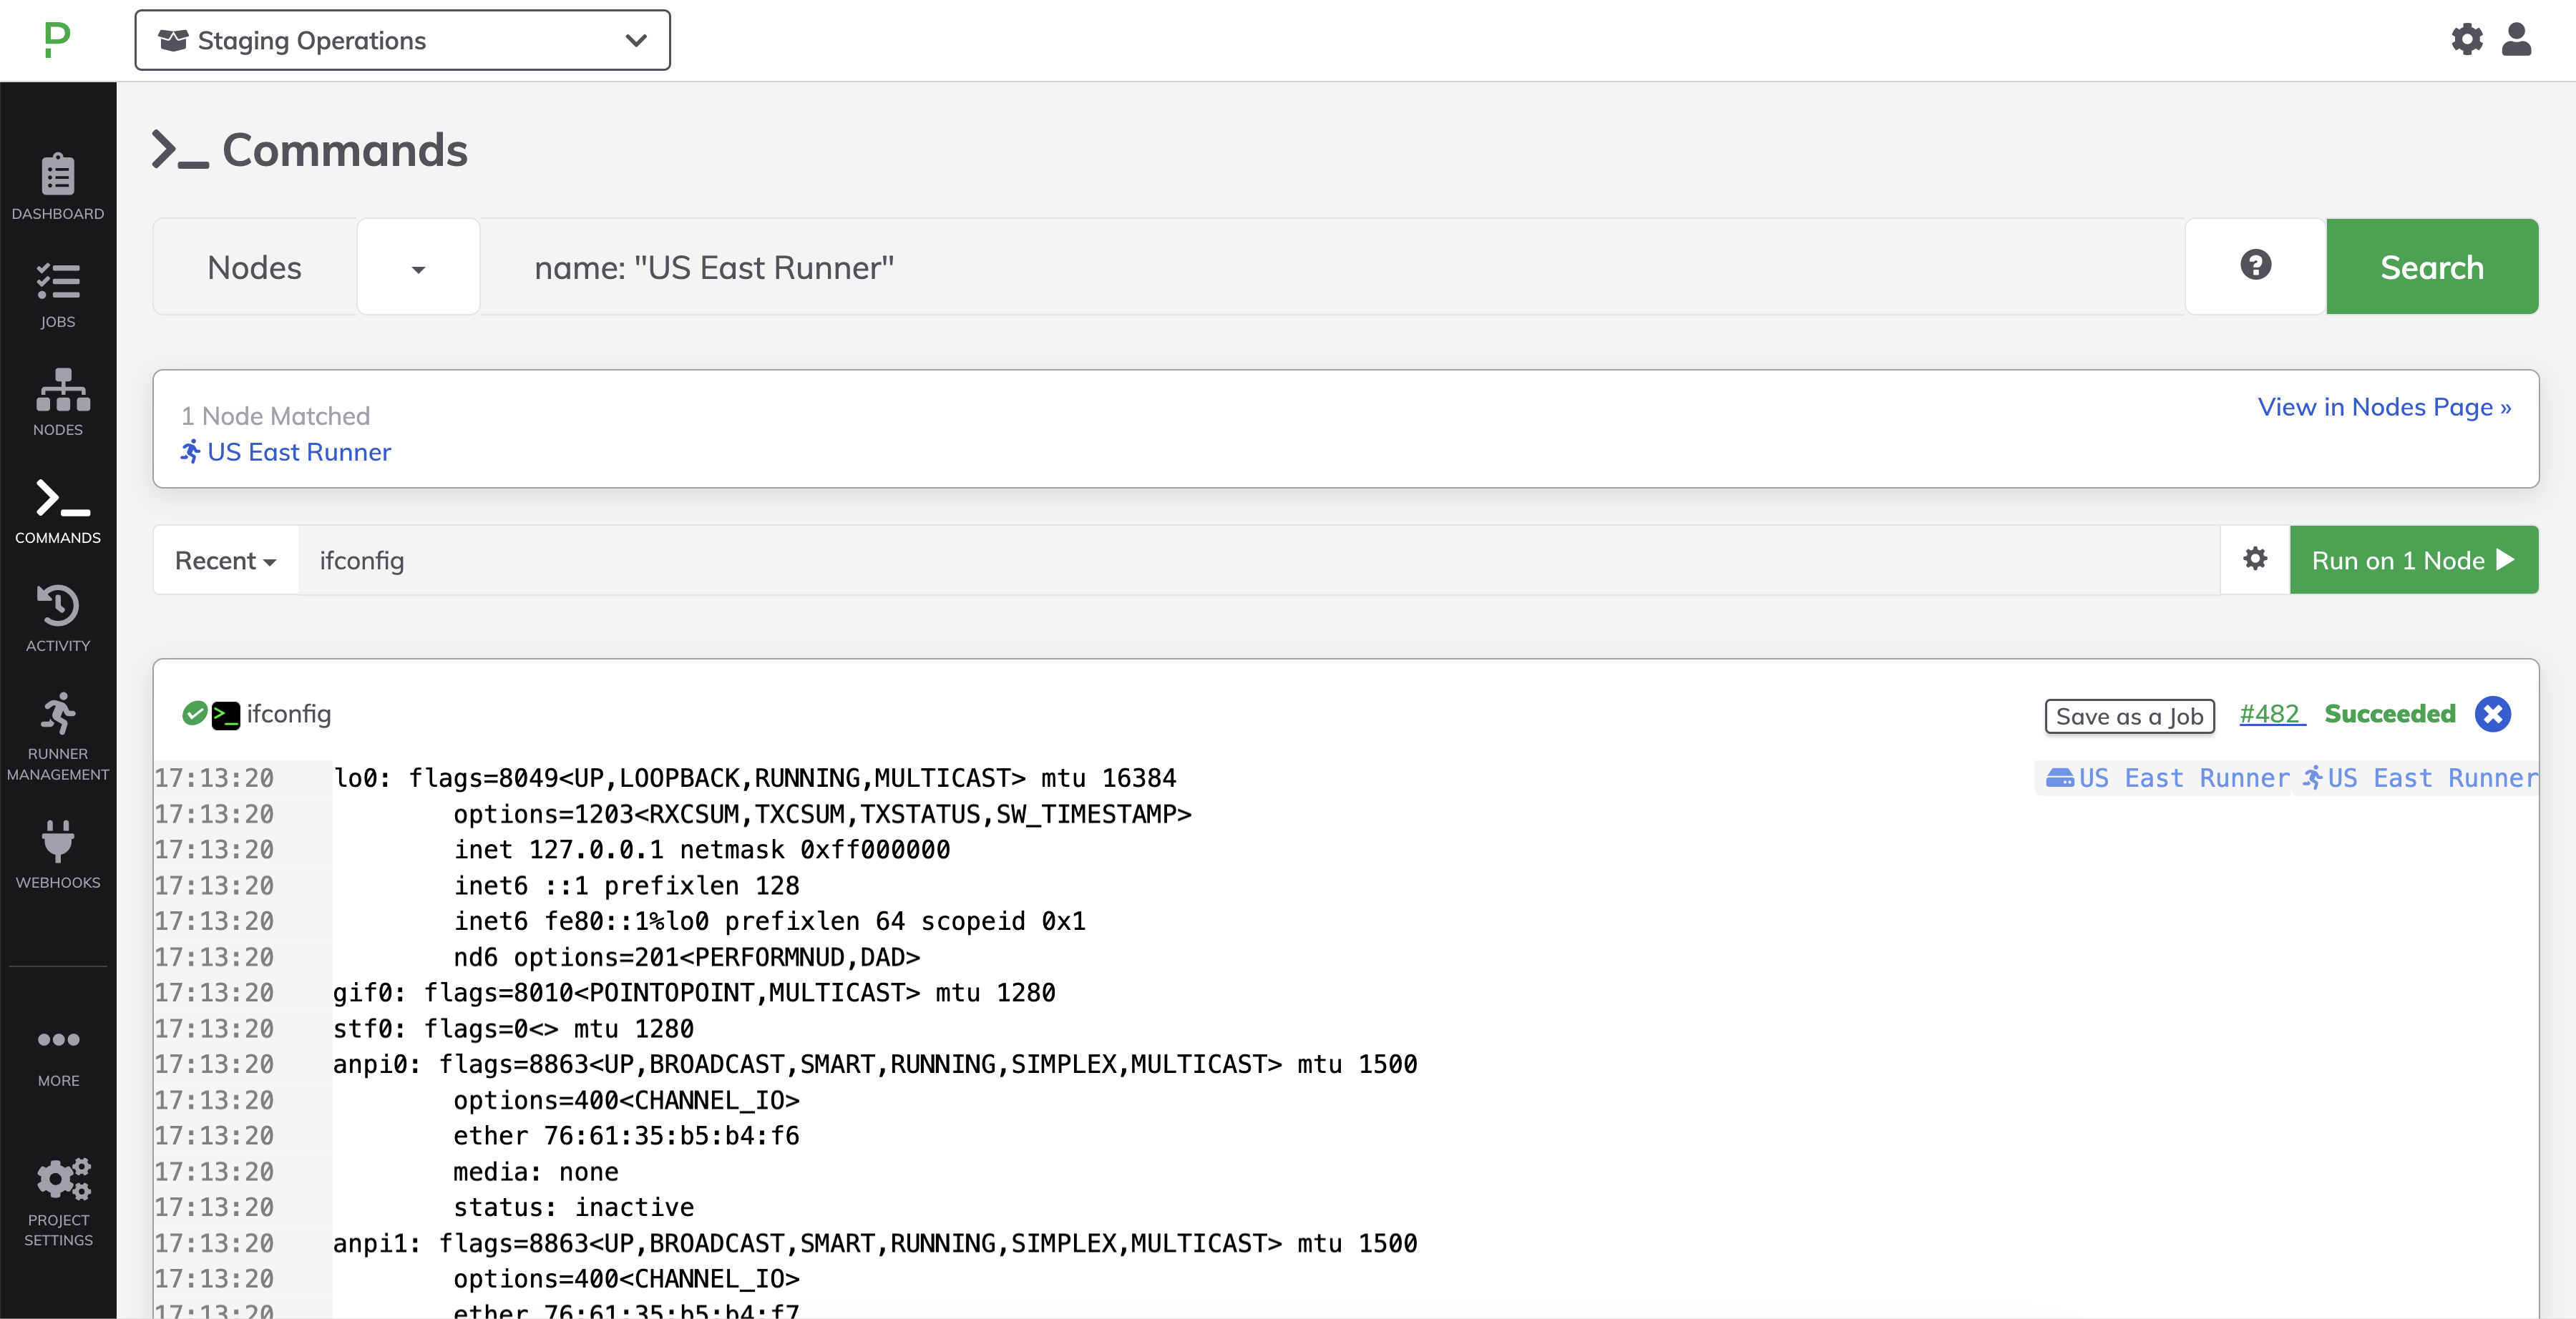 Staging Operations
DASHBOARD
JOBS
NODES
COMMANDS
ACTIVITY
RUNNER
MANAGEMENT
WEBHOOKS
MORE
PROJECT
SETTINGS
Commands
Nodes
name: "US East Runner"
Search
1 Node Matched
View in Nodes Page »
US East Runner
Recent
ifconfig
Run on 1 Node
ifconfig
Save as a Job
#482
Succeeded
17:13:20 lo0: flags=8049<UP,LOOPBACK,RUNNING,MULTICAST> mtu 16384 US East Runner US East Runner
17:13:20 options=1203<RXCSUM,TXCSUM,TXSTATUS,SW_TIMESTAMP>
17:13:20 inet 127.0.0.1 netmask 0xff000000
17:13:20 inet6 ::1 prefixlen 128
17:13:20 inet6 fe80::1%lo0 prefixlen 64 scopeid 0x1
17:13:20 nd6 options=201<PERFORMNUD,DAD>
17:13:20 gif0: flags=8010<POINTOPOINT,MULTICAST> mtu 1280
17:13:20 stf0: flags=0<> mtu 1280
17:13:20 anpi0: flags=8863<UP,BROADCAST,SMART,RUNNING,SIMPLEX,MULTICAST> mtu 1500
17:13:20 options=400<CHANNEL_IO>
17:13:20 ether 76:61:35:b5:b4:f6
17:13:20 media: none
17:13:20 status: inactive
17:13:20 anpi1: flags=8863<UP,BROADCAST,SMART,RUNNING,SIMPLEX,MULTICAST> mtu 1500
17:13:20 options=400<CHANNEL_IO>
17:13:20 ether 76:61:35:b5:b4:f7